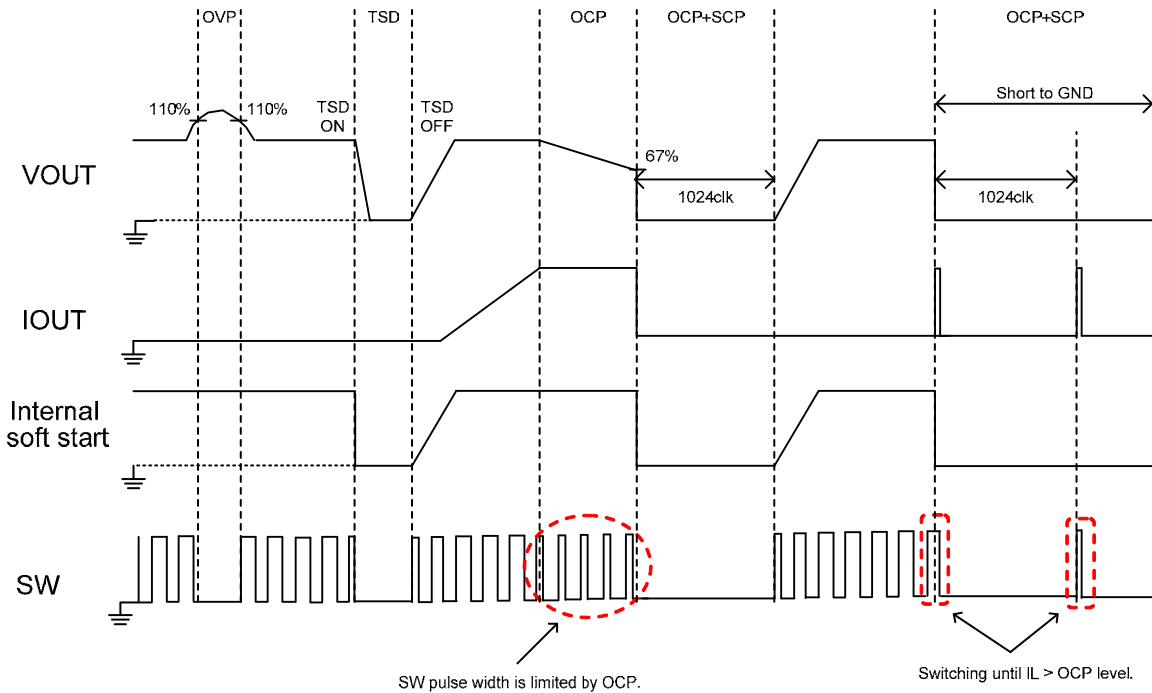 OVP TSD OCP OCP+SCP OCP+SCP
Short to GND
110% 110%
TSD
ON
TSD
OFF
67%
VOUT
1024clk 1024clk
IOUT
Internal
soft start
SW
SW pulse width is limited by OCP.
Switching until IL > OCP level.